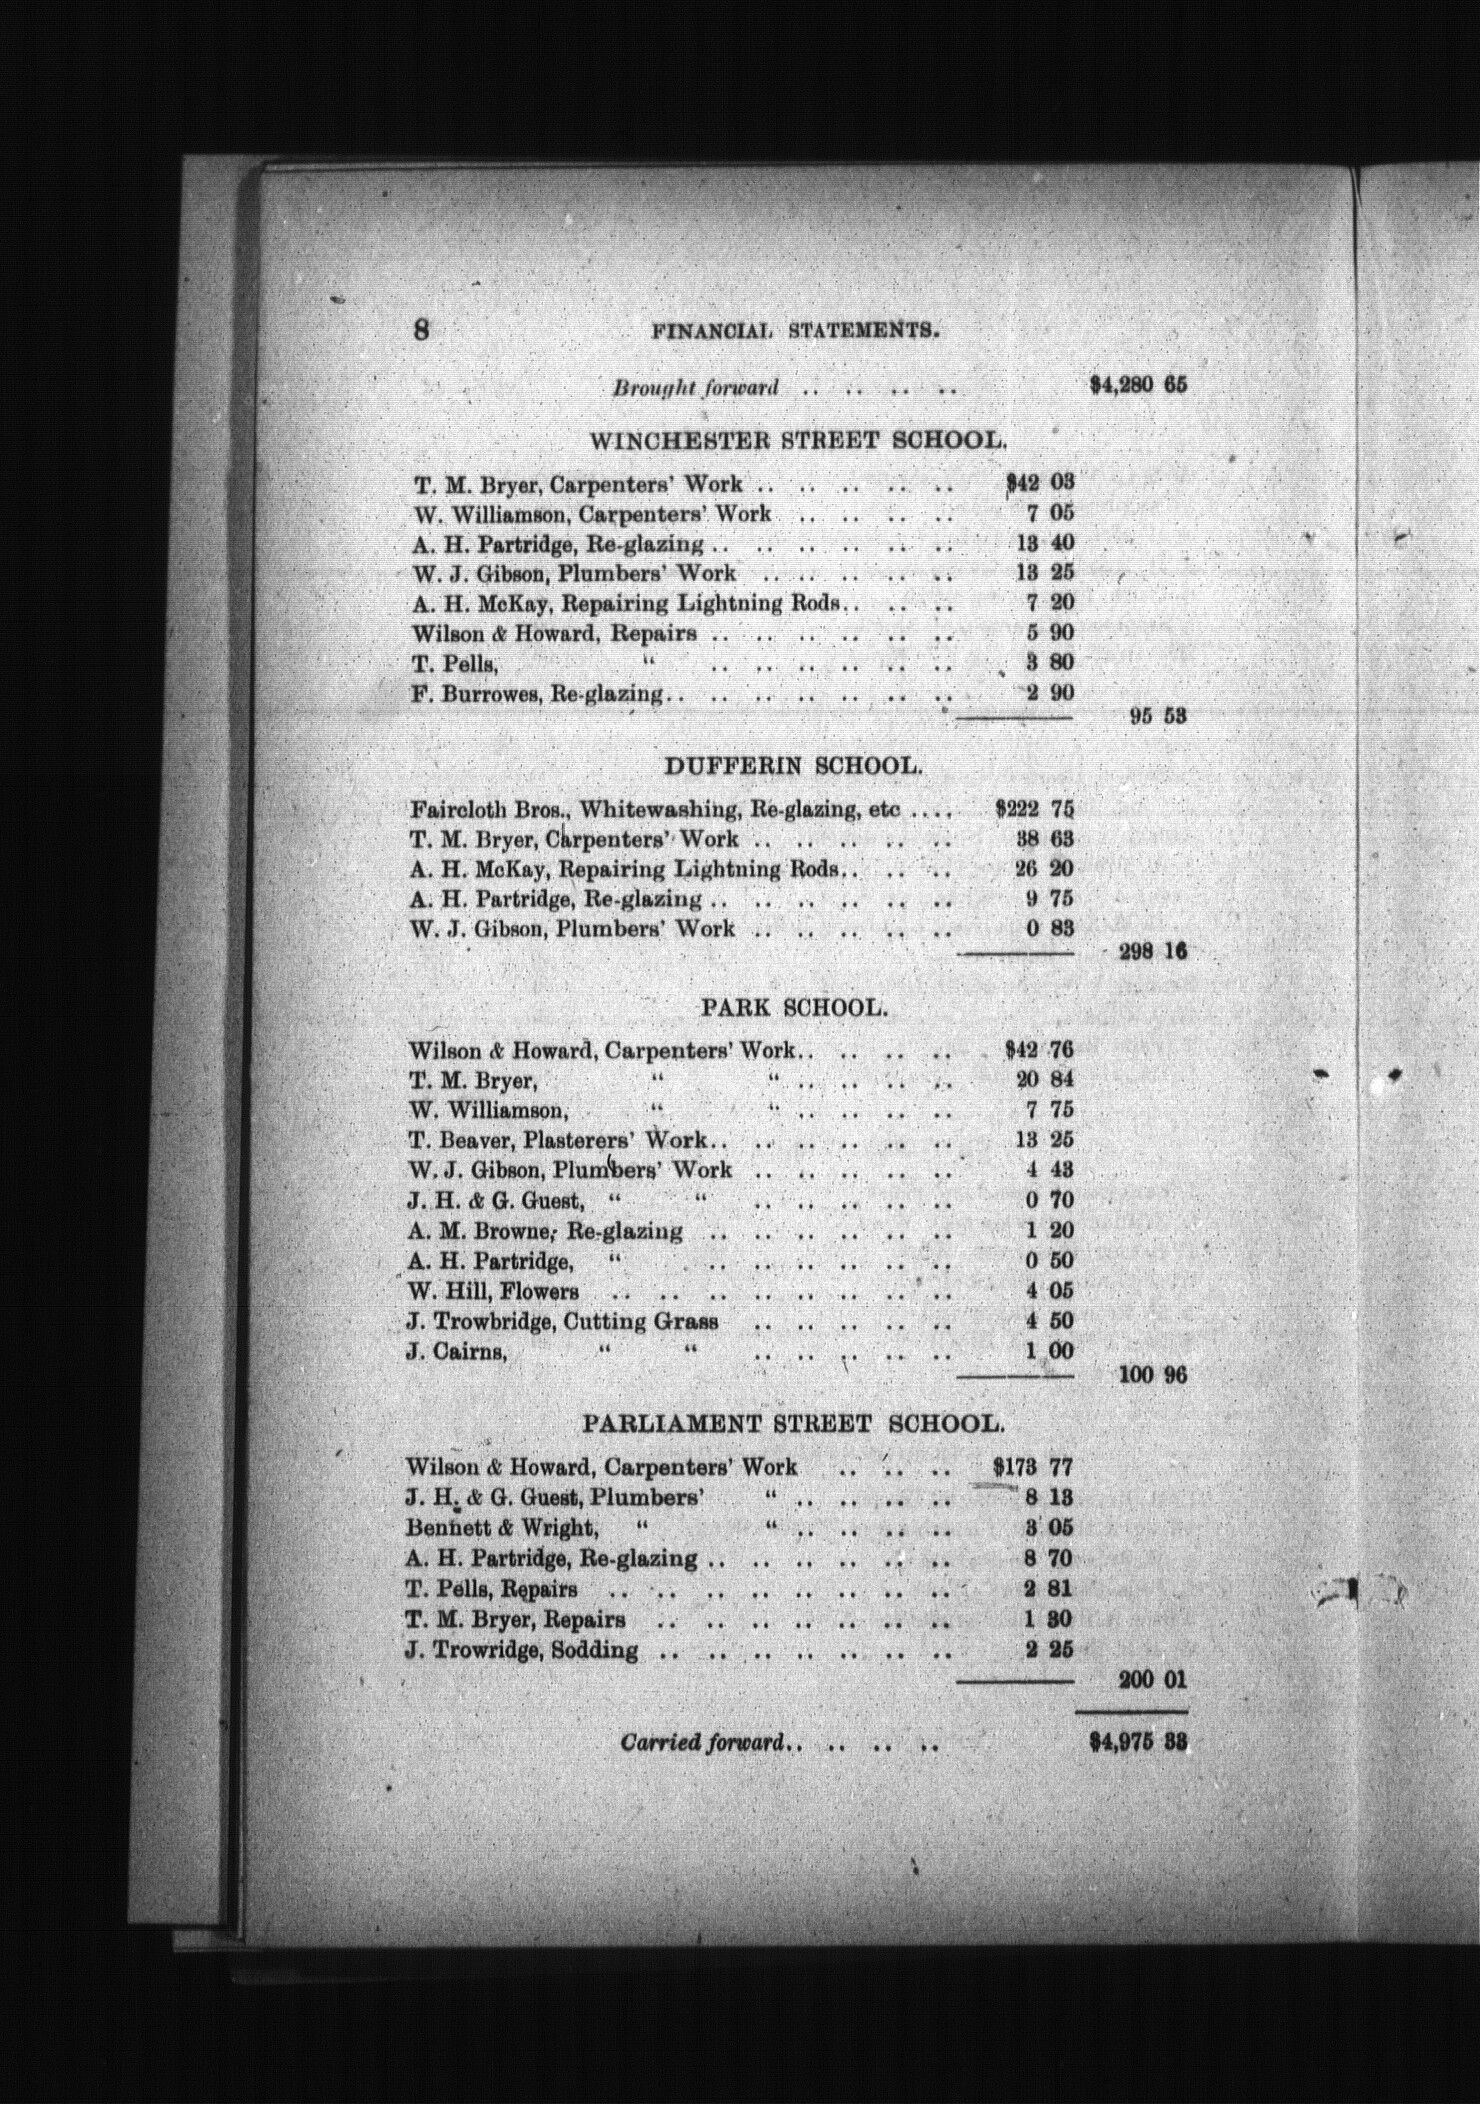 8 FINANCIAL STATEMENTS.
Brought forward .. .. .. .. $4,280 65
WINCHESTER STREET SCHOOL.
T. M. Bryer, Carpenters' Work .. .. .. .. .. $42 03
W. Williamson, Carpenters' Work .. .. .. .. 7 05
A. H. Partridge, Re-glazing .. .. .. .. .. .. 13 40
W. J. Gibson, Plumbers' Work .. .. .. .. .. 13 25
A. H. McKay, Repairing Lightning Rods .. .. .. 7 20
Wilson & Howard, Repairs .. .. .. .. .. .. 5 90
T. Pells, " .. .. .. .. .. .. 3 80
F. Burrowes, Re-glazing .. .. .. .. .. .. .. 2 90
95 53
DUFFERIN SCHOOL.
Faircloth Bros., Whitewashing, Re-glazing, etc .... $222 75
T. M. Bryer, Carpenters' Work .. .. .. .. .. 38 63
A. H. McKay, Repairing Lightning Rods .. .. .. 26 20
A. H. Partridge, Re-glazing .. .. .. .. .. .. 9 75
W. J. Gibson, Plumbers' Work .. .. .. .. .. 0 83
298 16
PARK SCHOOL.
Wilson & Howard, Carpenters' Work .. .. .. .. $42 76
T. M. Bryer, " " .. .. .. .. 20 84
W. Williamson, " " .. .. .. .. 7 75
T. Beaver, Plasterers' Work .. .. .. .. .. .. 13 25
W. J. Gibson, Plumbers' Work .. .. .. .. .. 4 43
J. H. & G. Guest, " " .. .. .. .. .. 0 70
A. M. Browne, Re-glazing .. .. .. .. .. .. 1 20
A. H. Partridge, " .. .. .. .. .. .. 0 50
W. Hill, Flowers .. .. .. .. .. .. .. .. 4 05
J. Trowbridge, Cutting Grass .. .. .. .. .. 4 50
J. Cairns, " " .. .. .. .. .. 1 00
100 96
PARLIAMENT STREET SCHOOL.
Wilson & Howard, Carpenters' Work .. .. .. $173 77
J. H. & G. Guest, Plumbers' " .. .. .. .. 8 13
Bennett & Wright, " " .. .. .. .. 3 05
A. H. Partridge, Re-glazing .. .. .. .. .. .. 8 70
T. Pells, Repairs .. .. .. .. .. .. .. .. 2 81
T. M. Bryer, Repairs .. .. .. .. .. .. .. 1 30
J. Trowridge, Sodding .. .. .. .. .. .. .. 2 25
200 01
Carried forward .. .. .. .. $4,975 33